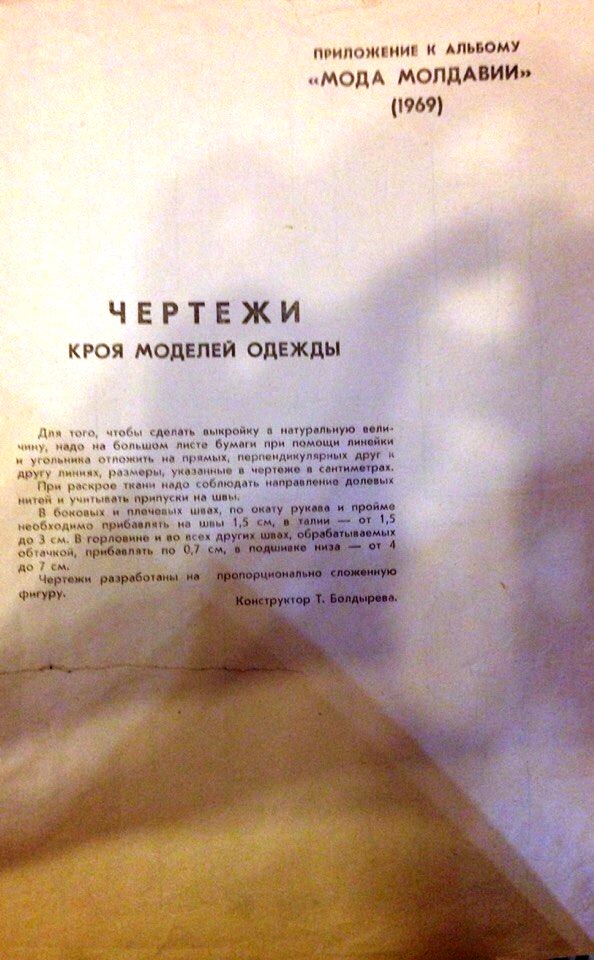 ПРИЛОЖЕНИЕ К АЛЬБОМУ
«МОДА МОЛДАВИИ»
(1969)
ЧЕРТЕЖИ
КРОЯ МОДЕЛЕЙ ОДЕЖДЫ
Для того, чтобы сделать выкройку в натуральную вели-
чину, надо на большом листе бумаги при помощи линейки
и угольника отложить на прямых, перпендикулярных друг к
другу линиях, размеры, указанные в чертеже в сантиметрах.
При раскрое ткани надо соблюдать направление долевых
нитей и учитывать припуски на швы.
В боковых и плечевых швах, по окату рукава и пройме
необходимо прибавлять на швы 1,5 см, в талии — от 1,5
до 3 см. В горловине и во всех других швах, обрабатываемых
обтачкой, прибавлять по 0,7 см, в подшивке низа — от 4
до 7 см.
Чертежи разработаны на пропорционально сложенную
фигуру.
Конструктор Т. Болдырева.